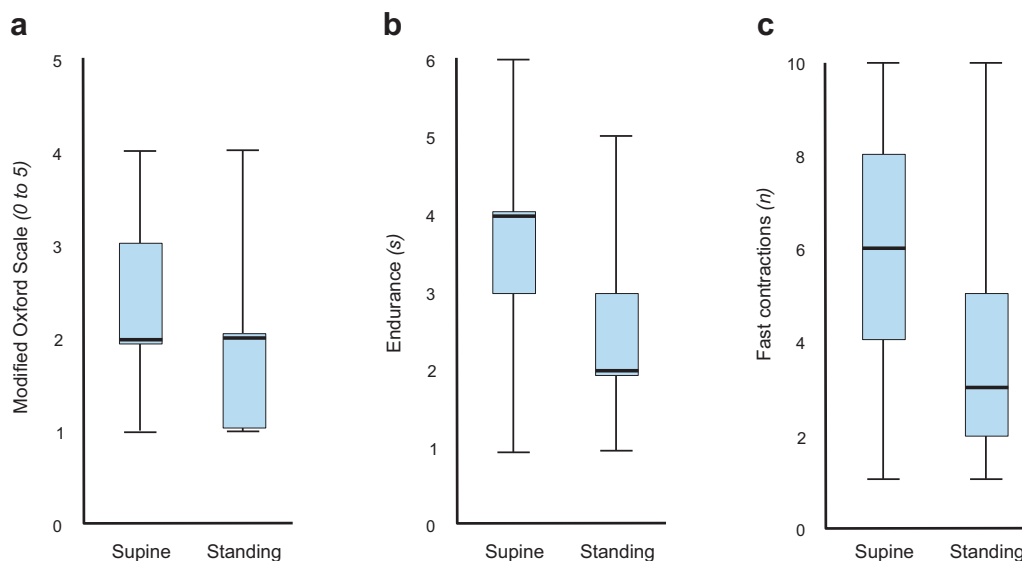 a
Modified Oxford Scale (0 to 5)
5
4
3
2
1
0
Supine Standing
b
Endurance (s)
6
5
4
3
2
1
0
Supine Standing
c
Fast contractions (n)
10
8
6
4
2
0
Supine Standing